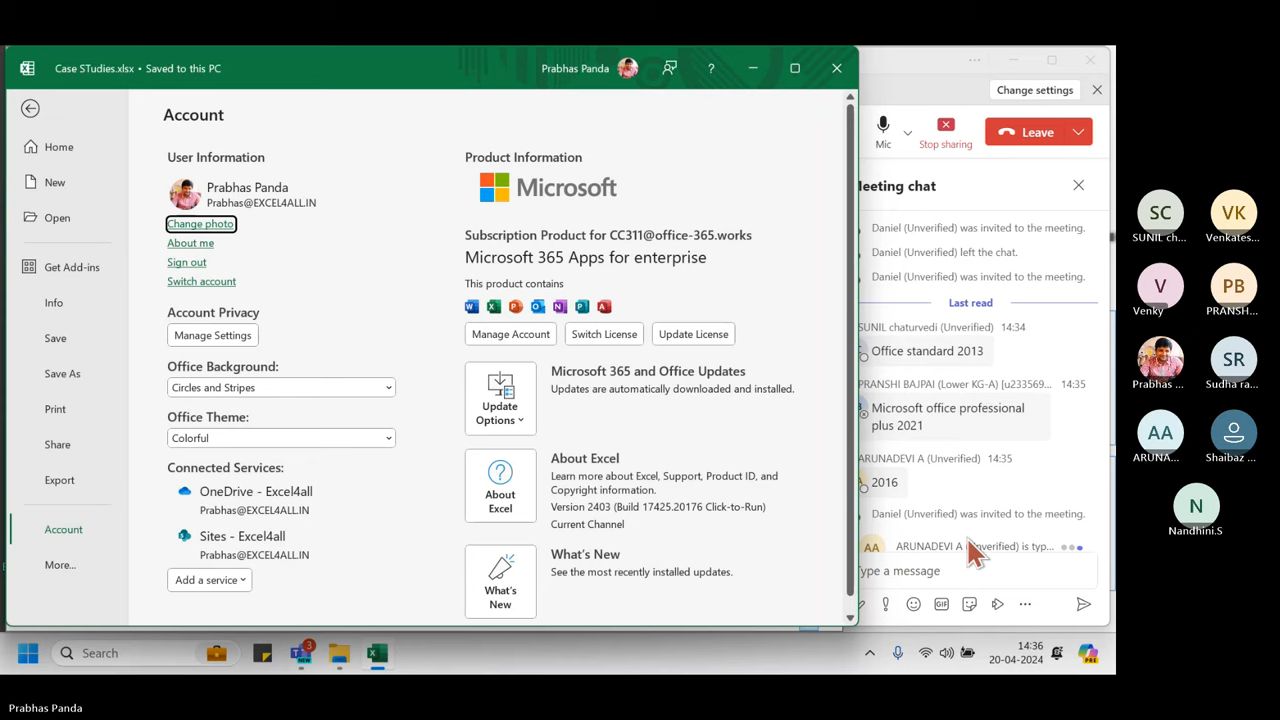 Case STudies.xlsx • Saved to this PC
Prabhas Panda
?
Account
Home
New
Open
Get Add-ins
Info
Save
Save As
Print
Share
Export
Account
More...
User Information
Prabhas Panda
Prabhas@EXCEL4ALL.IN
Change photo
About me
Sign out
Switch account
Account Privacy
Manage Settings
Office Background:
Circles and Stripes
Office Theme:
Colorful
Connected Services:
OneDrive - Excel4all
Prabhas@EXCEL4ALL.IN
Sites - Excel4all
Prabhas@EXCEL4ALL.IN
Add a service
Product Information
Microsoft
Subscription Product for CC311@office-365.works
Microsoft 365 Apps for enterprise
This product contains
Manage Account
Switch License
Update License
Update Options
Microsoft 365 and Office Updates
Updates are automatically downloaded and installed.
About Excel
About Excel
Learn more about Excel, Support, Product ID, and
Copyright information.
Version 2403 (Build 17425.20176 Click-to-Run)
Current Channel
What's New
What's New
See the most recently installed updates.
Change settings
Mic
Stop sharing
Leave
eeting chat
Daniel (Unverified) was invited to the meeting.
Daniel (Unverified) left the chat.
Daniel (Unverified) was invited to the meeting.
Last read
SUNIL chaturvedi (Unverified) 14:34
Office standard 2013
PRANSHI BAJPAI (Lower KG-A) [u233569... 14:35
Microsoft office professional
plus 2021
ARUNADEVI A (Unverified) 14:35
2016
Daniel (Unverified) was invited to the meeting.
AA
ARUNADEVI A (Unverified) is typ...
Type a message
GIF
Search
NEW
3
14:36
20-04-2024
PRE
SC
SUNIL ch...
VK
Venkates...
V
Venky
PB
PRANSH...
Prabhas ...
SR
Sudha ra...
AA
ARUNA...
Shaibaz ...
N
Nandhini.S
Prabhas Panda